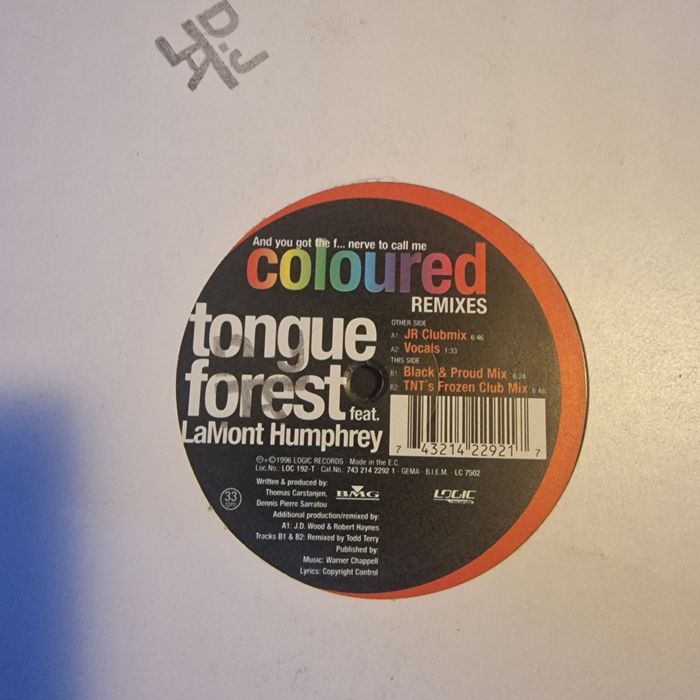 And you got the f... nerve to call me
coloured
REMIXES
tongue
forest feat.
LaMont Humphrey
OTHER SIDE
A1: JR Clubmix 6:46
A2: Vocals 1:33
THIS SIDE
B1: Black & Proud Mix 6:24
B2: TNT's Frozen Club Mix 6:46
7 43214 22921 7
℗+©1996 LOGIC RECORDS · Made in the E.C.
Loc.No.: LOC 192-T · Cat.No.: 743 214 2292 1 · GEMA · B.I.E.M. · LC 7502
33
rpm
Written & produced by:
Thomas Carstanjen,
Dennis Pierre Sarratou
BMG
LOGIC
Additional production/remixed by:
A1: J.D. Wood & Robert Haynes
Tracks B1 & B2: Remixed by Todd Terry
Published by:
Music: Warner Chappell
Lyrics: Copyright Control